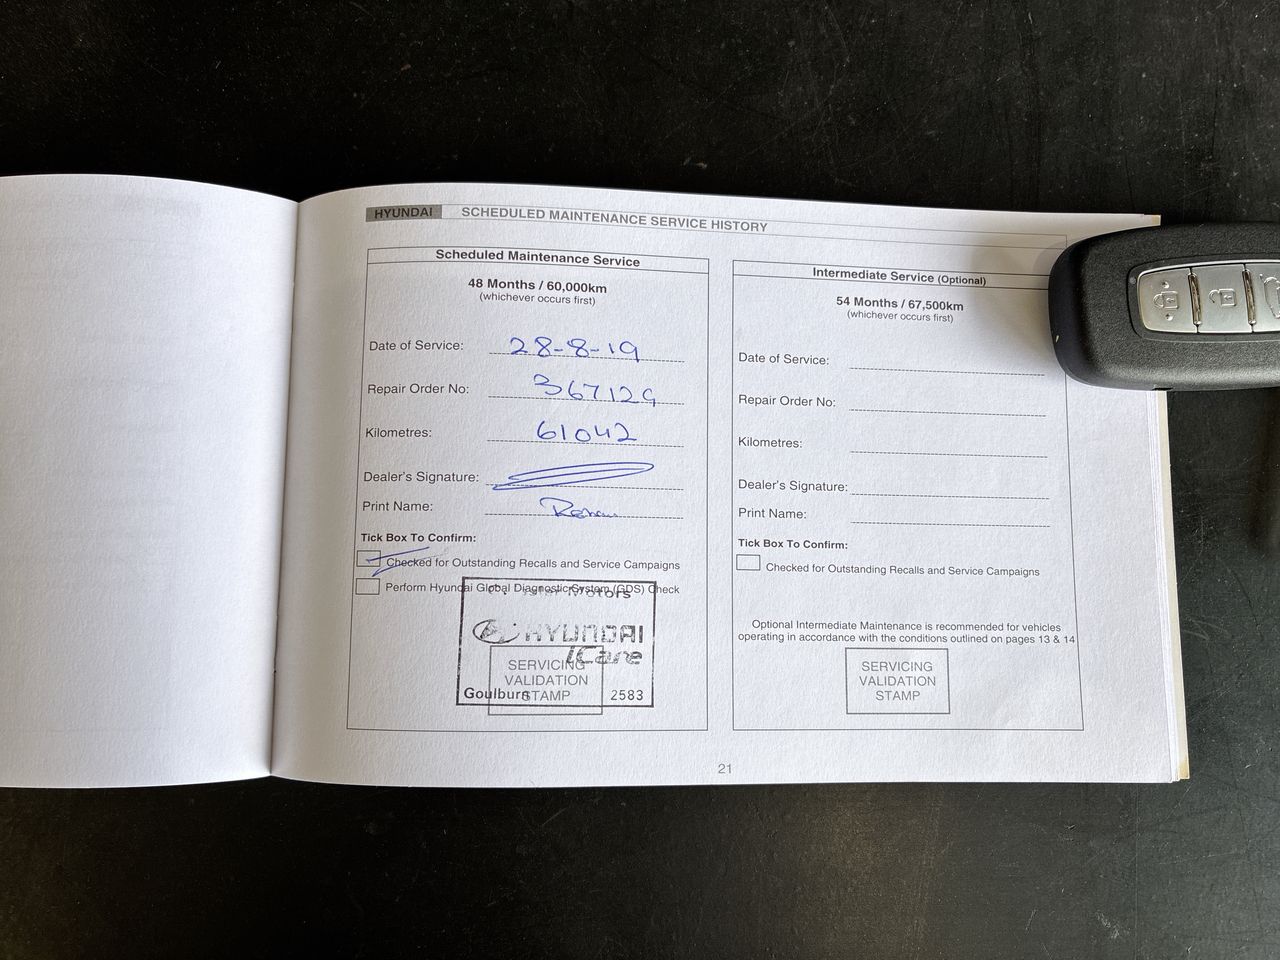 HYUNDAI SCHEDULED MAINTENANCE SERVICE HISTORY
Scheduled Maintenance Service
48 Months / 60,000km
(whichever occurs first)
Date of Service: 28-8-19
Repair Order No: 367129
Kilometres: 61042
Dealer's Signature:
Print Name:
Tick Box To Confirm:
Checked for Outstanding Recalls and Service Campaigns
Perform Hyundai Global Diagnostic System (GDS) Check
Motors
HYUNDAI
iCare
SERVICING
VALIDATION
STAMP
Goulburn 2583
Intermediate Service (Optional)
54 Months / 67,500km
(whichever occurs first)
Date of Service:
Repair Order No:
Kilometres:
Dealer's Signature:
Print Name:
Tick Box To Confirm:
Checked for Outstanding Recalls and Service Campaigns
Optional Intermediate Maintenance is recommended for vehicles
operating in accordance with the conditions outlined on pages 13 & 14
SERVICING
VALIDATION
STAMP
21